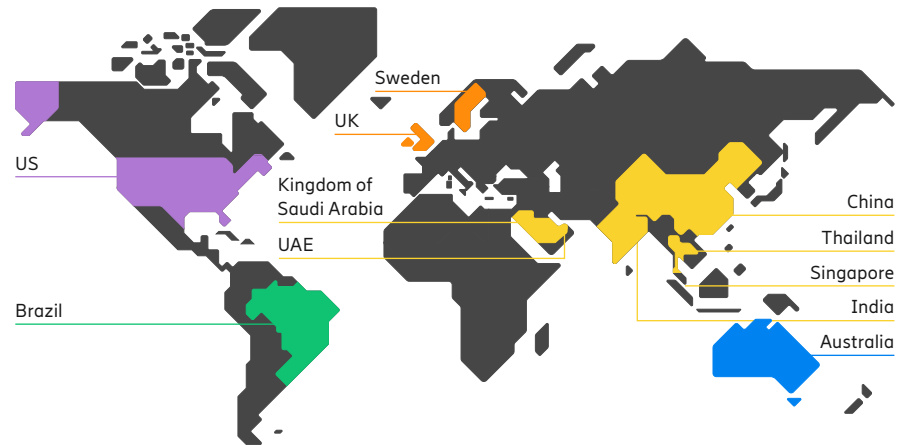 Sweden
UK
US
Kingdom of
Saudi Arabia
UAE
Brazil
China
Thailand
Singapore
India
Australia